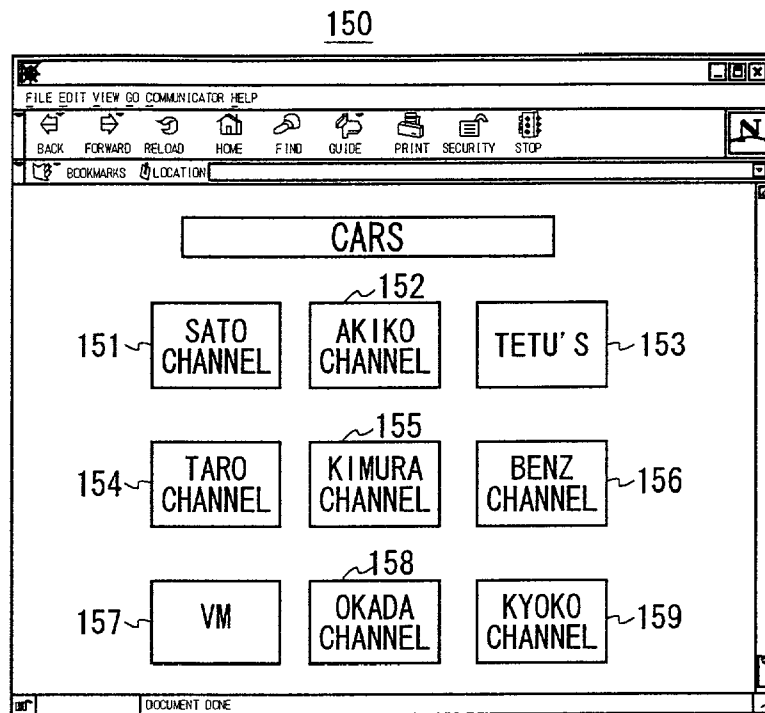 150
FILE EDIT VIEW GO COMMUNICATOR HELP
BACK FORWARD RELOAD HOME FIND GUIDE PRINT SECURITY STOP
N
BOOKMARKS LOCATION
CARS
152
151 SATO CHANNEL AKIKO CHANNEL TETU'S 153
155
154 TARO CHANNEL KIMURA CHANNEL BENZ CHANNEL 156
158
157 VM OKADA CHANNEL KYOKO CHANNEL 159
DOCUMENT DONE